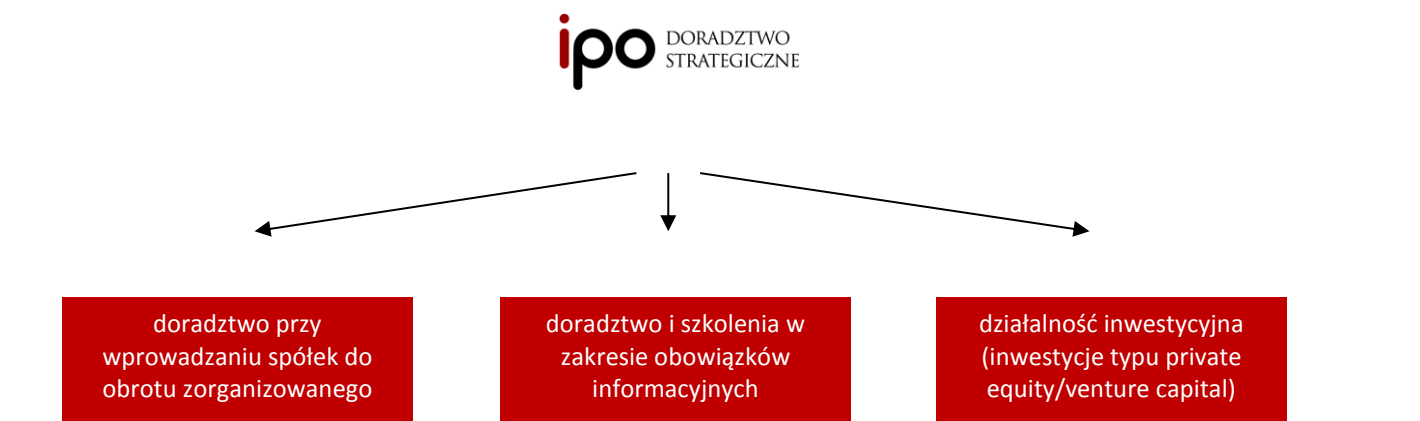 ipo DORADZTWO
STRATEGICZNE
doradztwo przy
wprowadzaniu spółek do
obrotu zorganizowanego
doradztwo i szkolenia w
zakresie obowiązków
informacyjnych
działalność inwestycyjna
(inwestycje typu private
equity/venture capital)